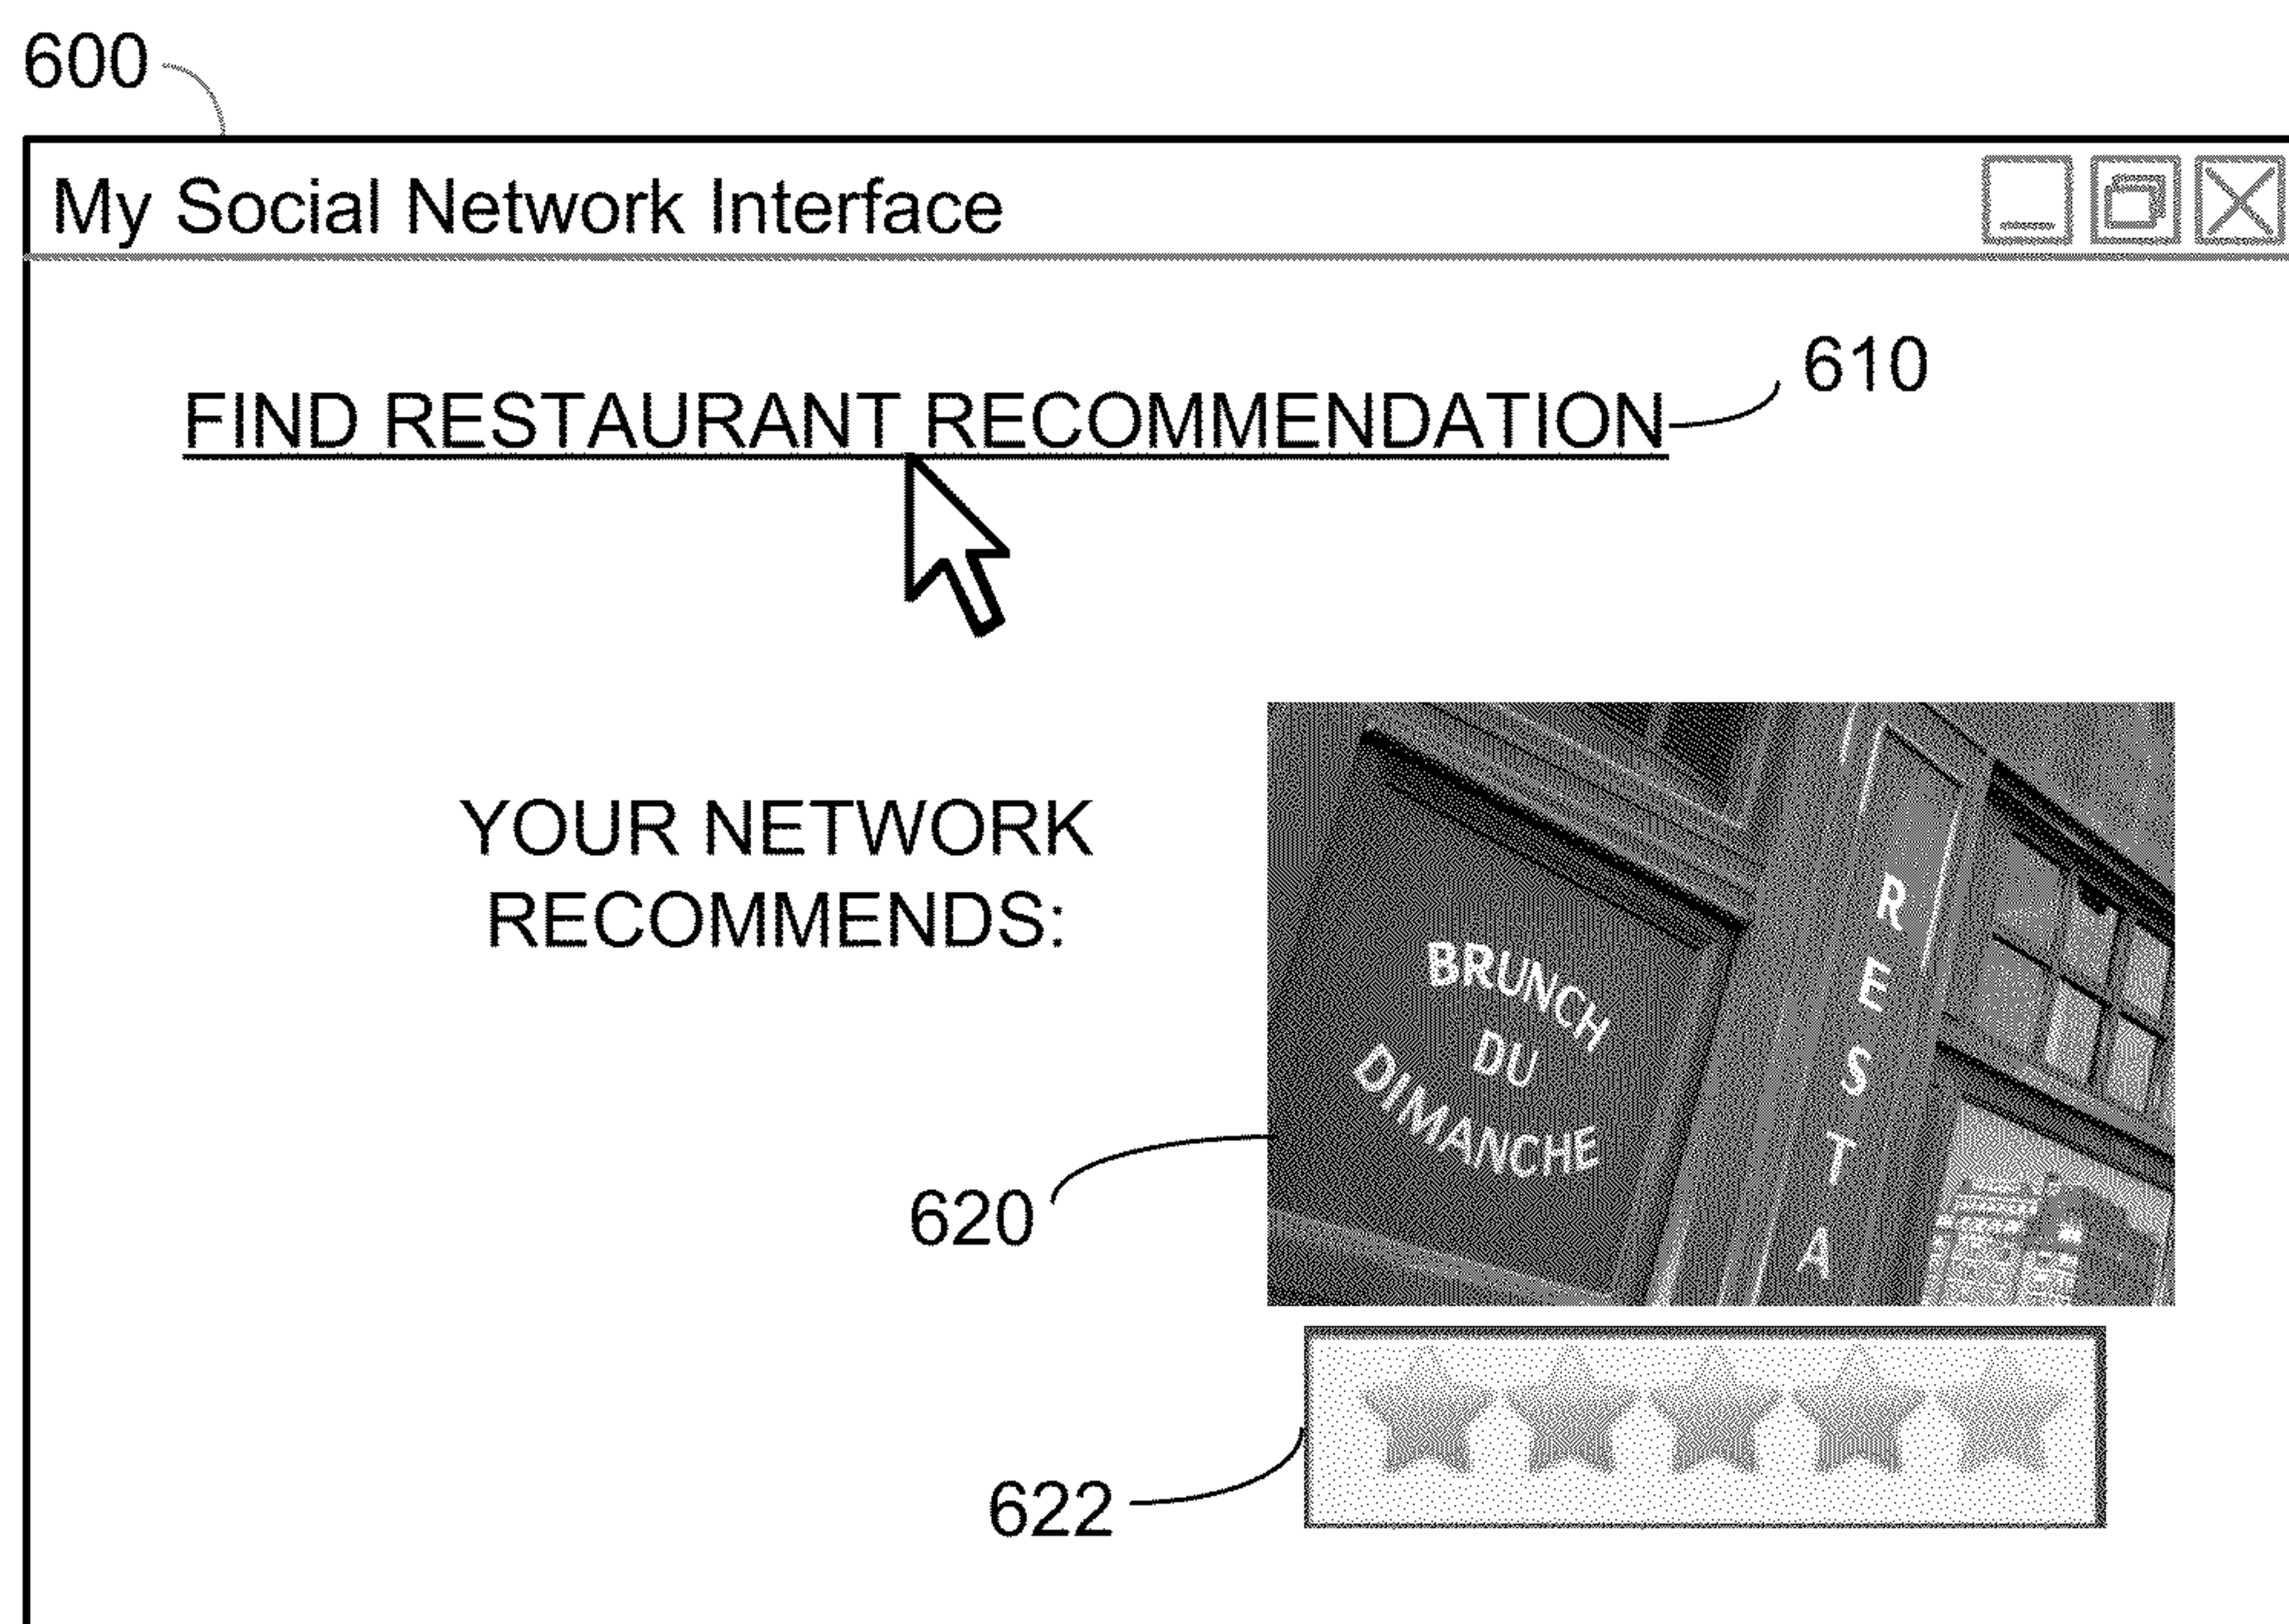 600
My Social Network Interface
FIND RESTAURANT RECOMMENDATION
610
YOUR NETWORK
RECOMMENDS:
BRUNCH
DU
DIMANCHE
RESTA
620
622